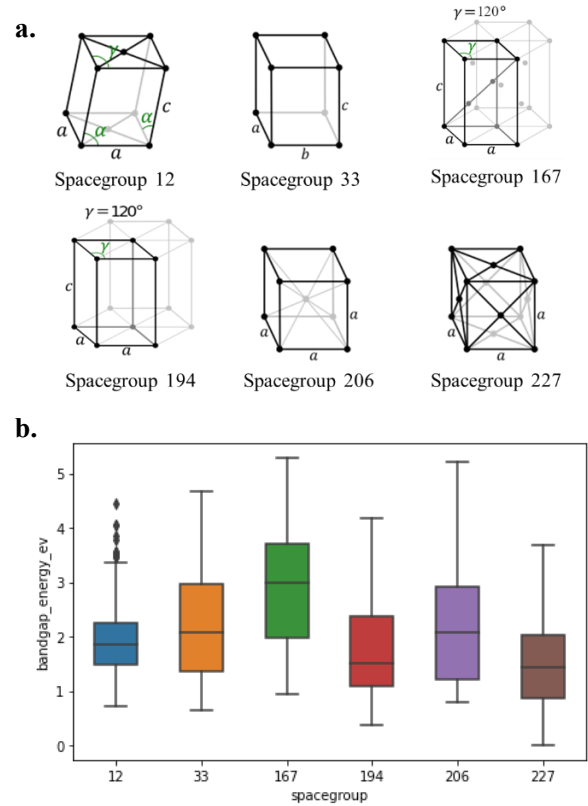 a.
γ
α
α
a
a
c
Spacegroup 12
a
b
c
Spacegroup 33
γ = 120°
γ
c
a
a
Spacegroup 167
γ = 120°
γ
c
a
a
Spacegroup 194
a
a
a
Spacegroup 206
a
a
a
Spacegroup 227
b.
bandgap_energy_ev
5
4
3
2
1
0
12 33 167 194 206 227
spacegroup